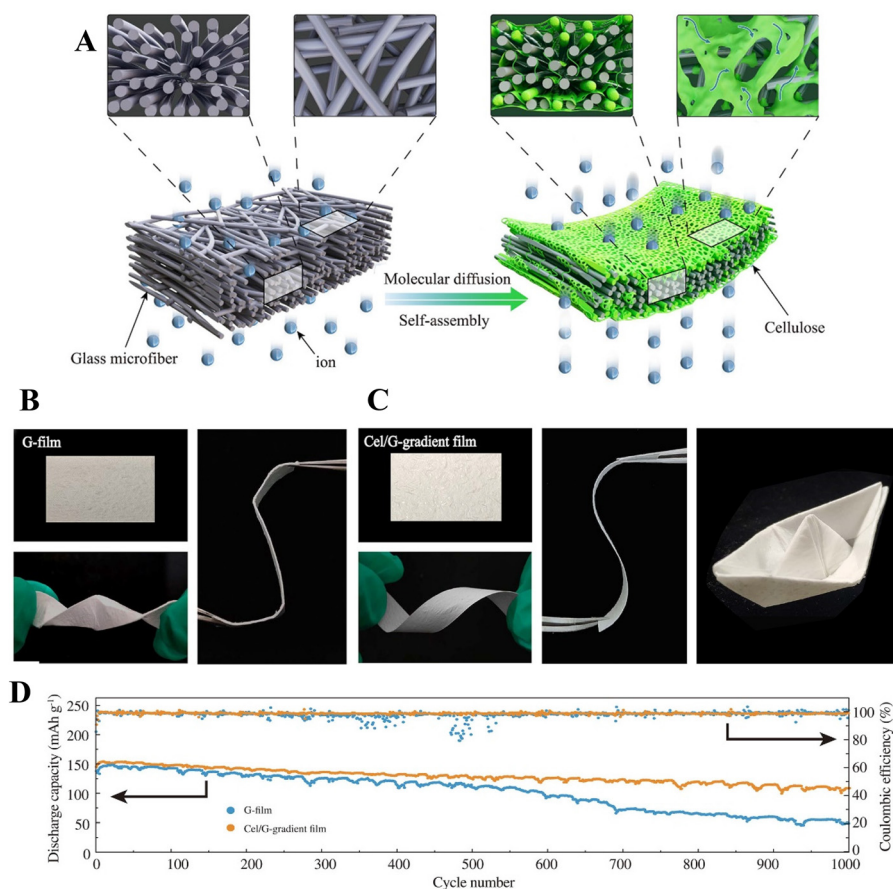 A
Molecular diffusion
Self-assembly
Glass microfiber
ion
Cellulose
B
C
G-film
Cel/G-gradient film
D
Discharge capacity (mAh g⁻¹)
250
200
150
100
50
0
G-film
Cel/G-gradient film
100
80
60
40
20
0
Coulombic efficiency (%)
0 100 200 300 400 500 600 700 800 900 1000
Cycle number